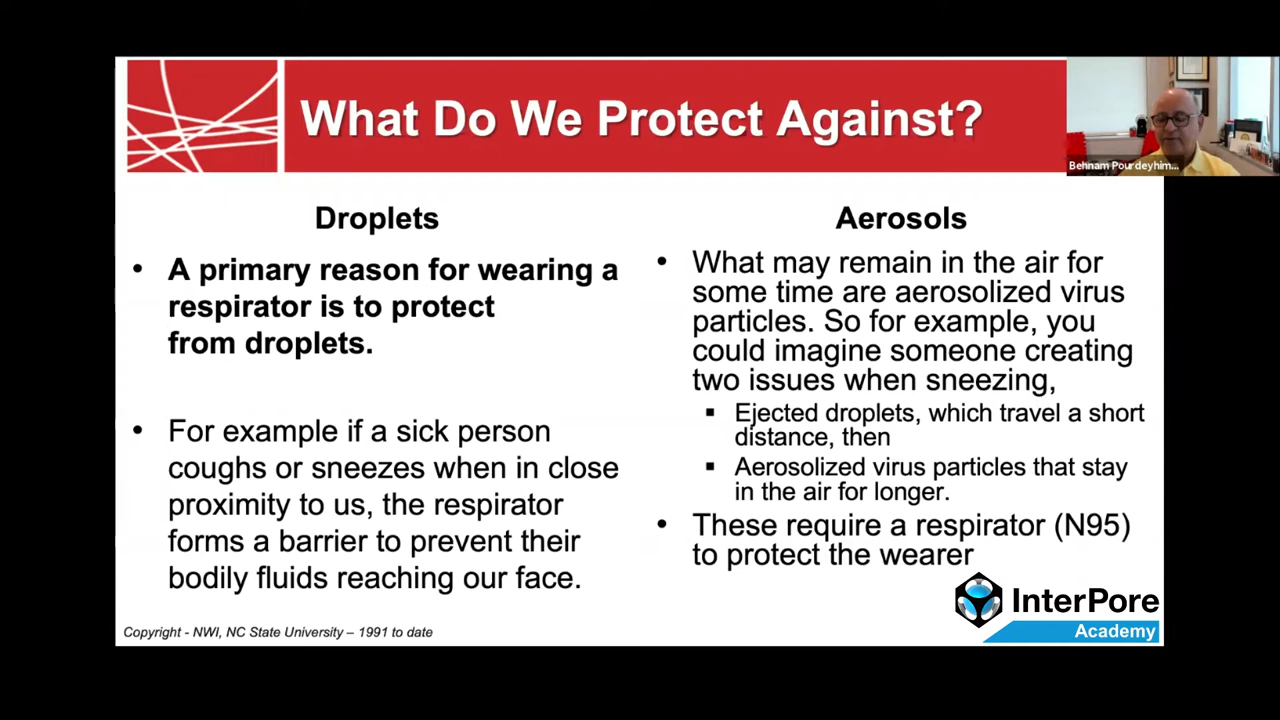 What Do We Protect Against?
Behnam Pourdeyhim...
Droplets
• A primary reason for wearing a
respirator is to protect
from droplets.
• For example if a sick person
coughs or sneezes when in close
proximity to us, the respirator
forms a barrier to prevent their
bodily fluids reaching our face.
Aerosols
• What may remain in the air for
some time are aerosolized virus
particles. So for example, you
could imagine someone creating
two issues when sneezing,
▪ Ejected droplets, which travel a short
distance, then
▪ Aerosolized virus particles that stay
in the air for longer.
• These require a respirator (N95)
to protect the wearer
InterPore
Academy
Copyright - NWI, NC State University – 1991 to date